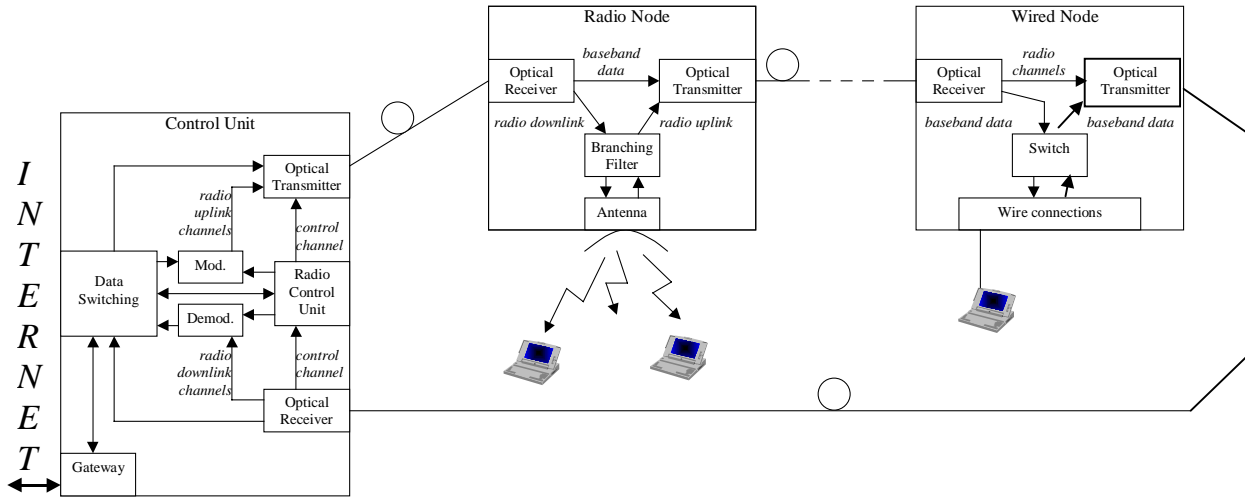 INTERNET
Control Unit
Optical
Transmitter
radio
uplink
channels
control
channel
Mod.
Data
Switching
Radio
Control
Unit
Demod.
radio
downlink
channels
control
channel
Optical
Receiver
Gateway
Radio Node
Optical
Receiver
baseband
data
Optical
Transmitter
radio downlink
radio uplink
Branching
Filter
Antenna
Wired Node
Optical
Receiver
radio
channels
Optical
Transmitter
baseband data
baseband data
Switch
Wire connections